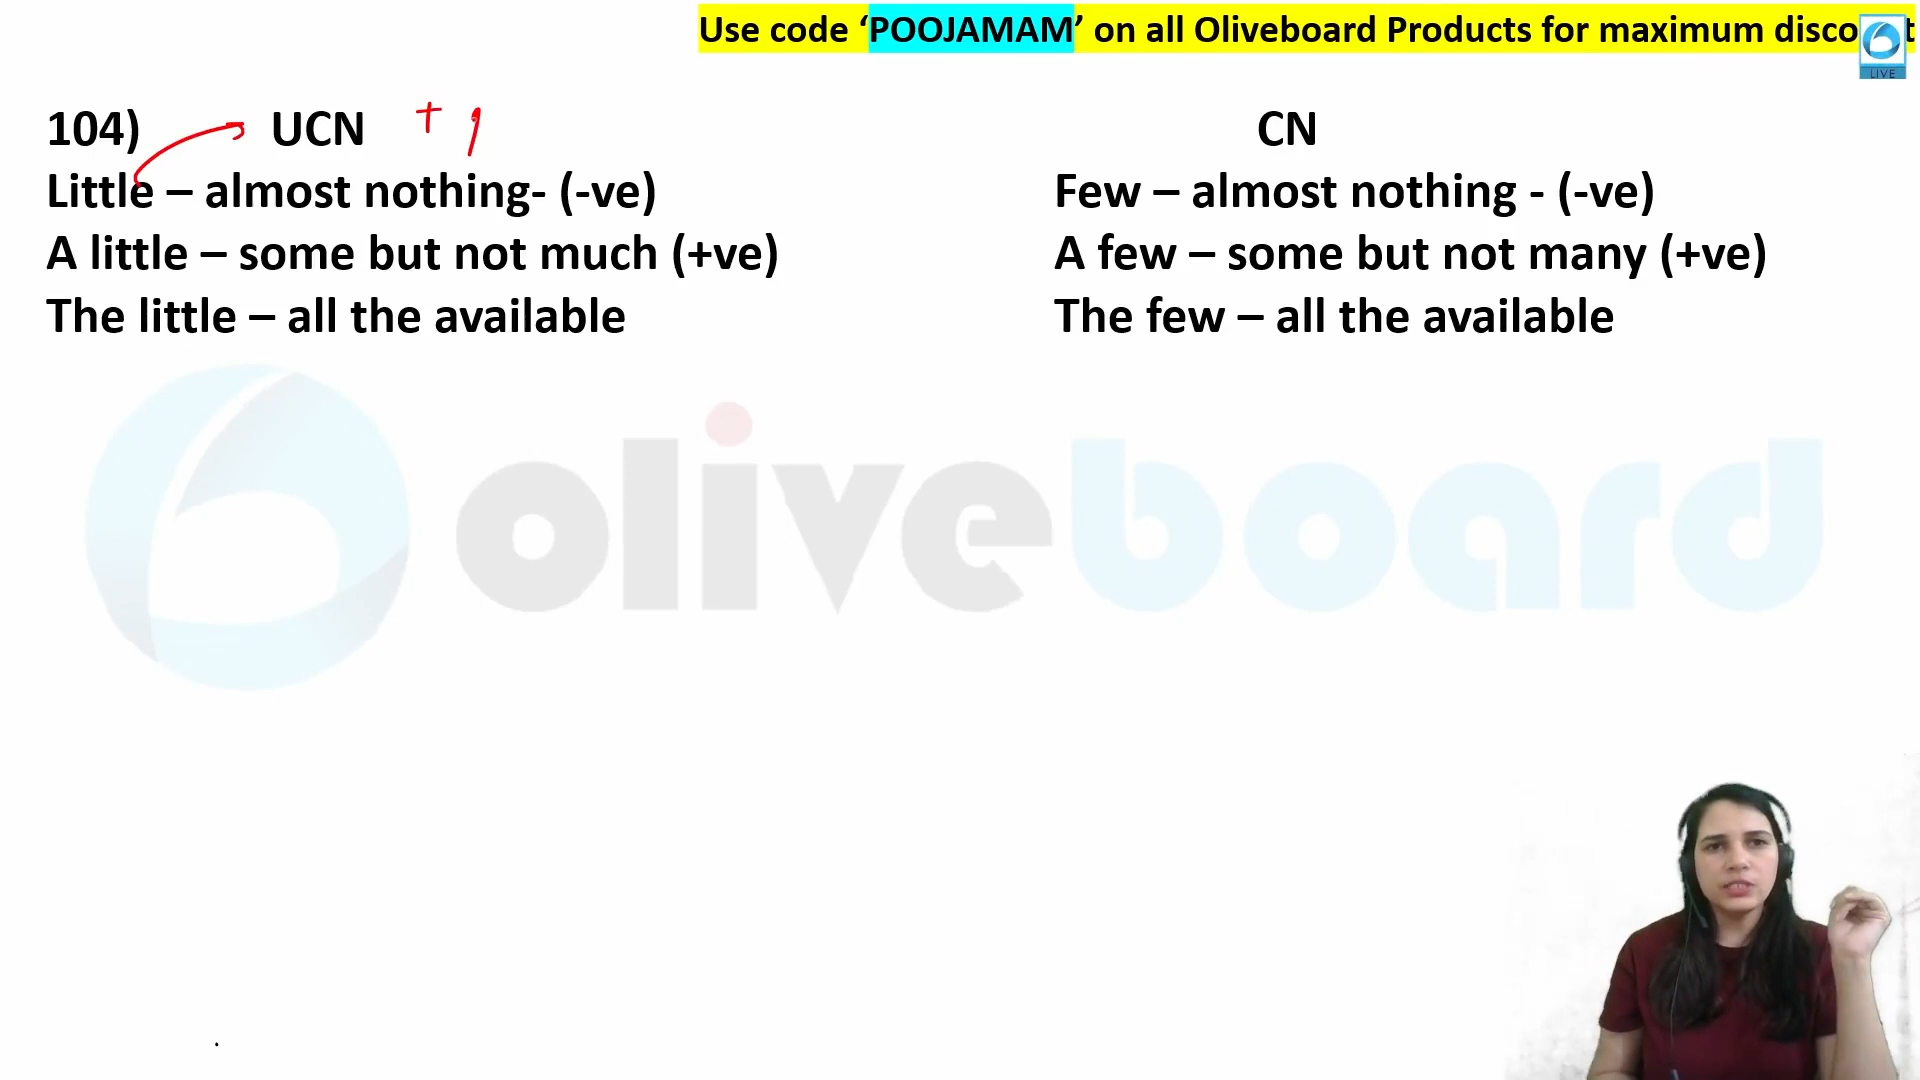 Use code ‘POOJAMAM’ on all Oliveboard Products for maximum disco t
LIVE
104) UCN + CN
Little – almost nothing- (-ve) Few – almost nothing - (-ve)
A little – some but not much (+ve) A few – some but not many (+ve)
The little – all the available The few – all the available
oliveboard